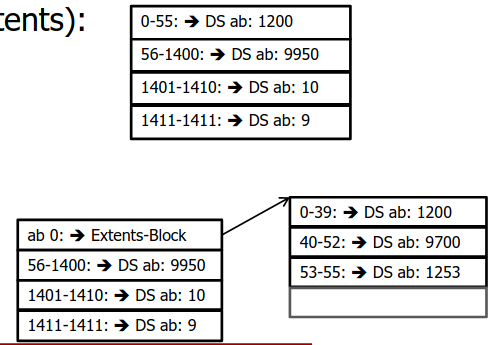 tents):
0-55: ➔ DS ab: 1200
56-1400: ➔ DS ab: 9950
1401-1410: ➔ DS ab: 10
1411-1411: ➔ DS ab: 9
ab 0: ➔ Extents-Block
56-1400: ➔ DS ab: 9950
1401-1410: ➔ DS ab: 10
1411-1411: ➔ DS ab: 9
0-39: ➔ DS ab: 1200
40-52: ➔ DS ab: 9700
53-55: ➔ DS ab: 1253